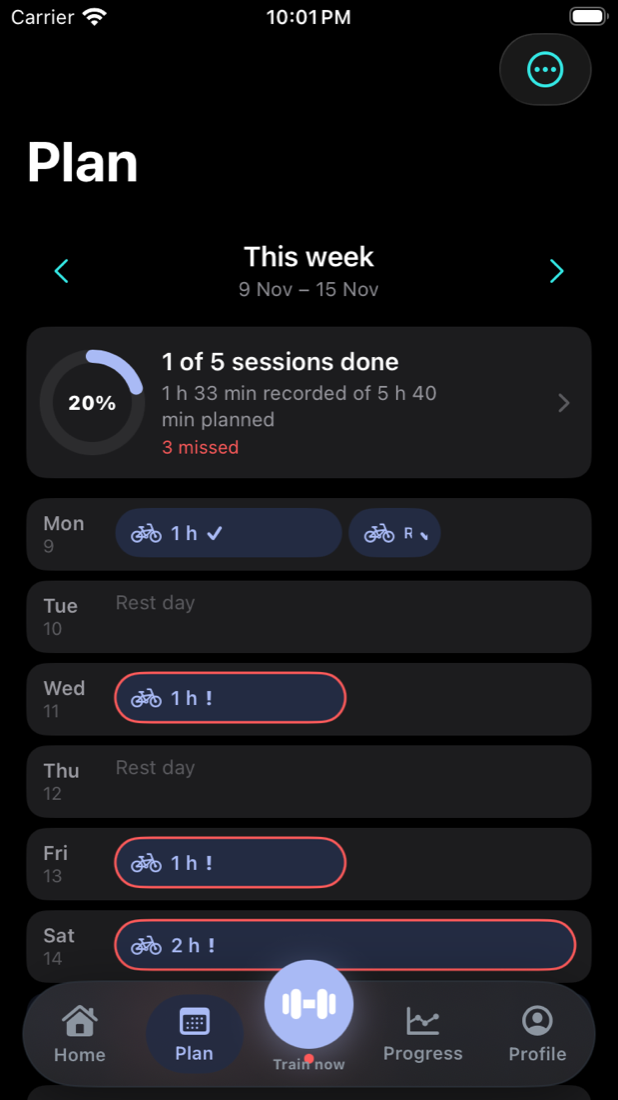 Carrier
10:01 PM
Plan
This week
9 Nov – 15 Nov
20%
1 of 5 sessions done
1 h 33 min recorded of 5 h 40
min planned
3 missed
Mon
9
1 h
R
Tue
10
Rest day
Wed
11
1 h !
Thu
12
Rest day
Fri
13
1 h !
Sat
14
2 h !
Home
Plan
Train now
Progress
Profile